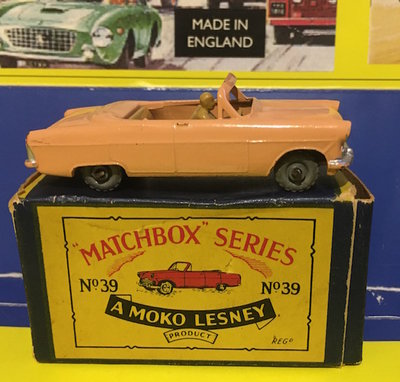 MADE IN
ENGLAND
"MATCHBOX" SERIES
Nº39
Nº39
A MOKO LESNEY
PRODUCT
REGD